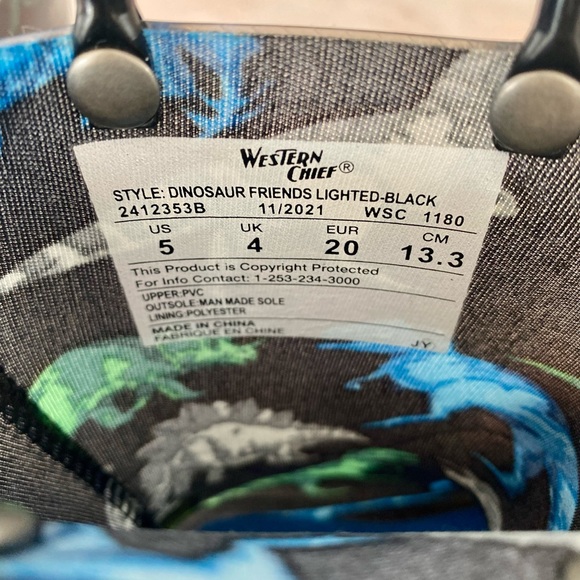 WESTERN
CHIEF®
STYLE: DINOSAUR FRIENDS LIGHTED-BLACK
2412353B 11/2021 WSC 1180
US UK EUR CM
5 4 20 13.3
This Product is Copyright Protected
For Info Contact: 1-253-234-3000
UPPER:PVC
OUTSOLE:MAN MADE SOLE
LINING:POLYESTER
MADE IN CHINA
FABRIQUE EN CHINE
JY